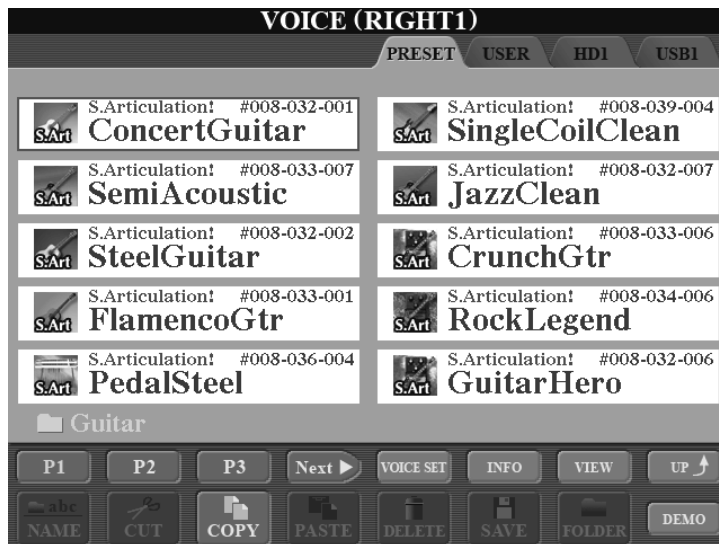 VOICE (RIGHT1)
PRESET USER HD1 USB1
S.Articulation! #008-032-001
S.Art ConcertGuitar
S.Articulation! #008-039-004
S.Art SingleCoilClean
S.Articulation! #008-033-007
S.Art SemiAcoustic
S.Articulation! #008-032-007
S.Art JazzClean
S.Articulation! #008-032-002
S.Art SteelGuitar
S.Articulation! #008-033-006
S.Art CrunchGtr
S.Articulation! #008-033-001
S.Art FlamencoGtr
S.Articulation! #008-034-006
S.Art RockLegend
S.Articulation! #008-036-004
S.Art PedalSteel
S.Articulation! #008-032-006
S.Art GuitarHero
Guitar
P1 P2 P3 Next VOICE SET INFO VIEW UP
abc
NAME CUT COPY PASTE DELETE SAVE FOLDER DEMO